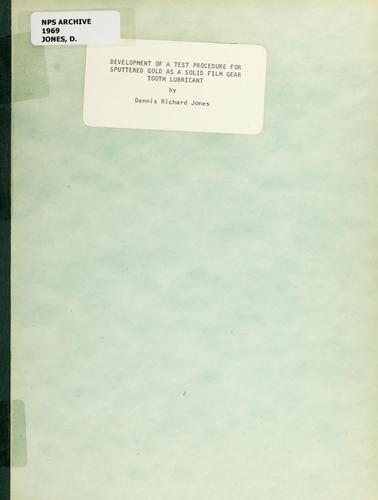 NPS ARCHIVE
1969
JONES, D.
DEVELOPMENT OF A TEST PROCEDURE FOR
SPUTTERED GOLD AS A SOLID FILM GEAR
TOOTH LUBRICANT
by
Dennis Richard Jones